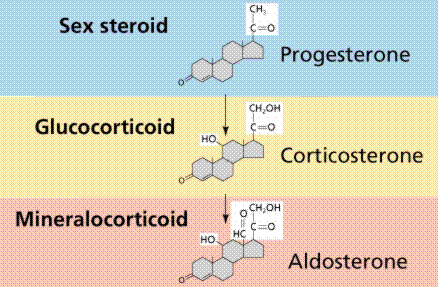 CH₃
Sex steroid
C=O
Progesterone
O
CH₂OH
Glucocorticoid
C=O
HO
Corticosterone
O
CH₂OH
Mineralocorticoid
O
C=O
HO
HC
Aldosterone
O